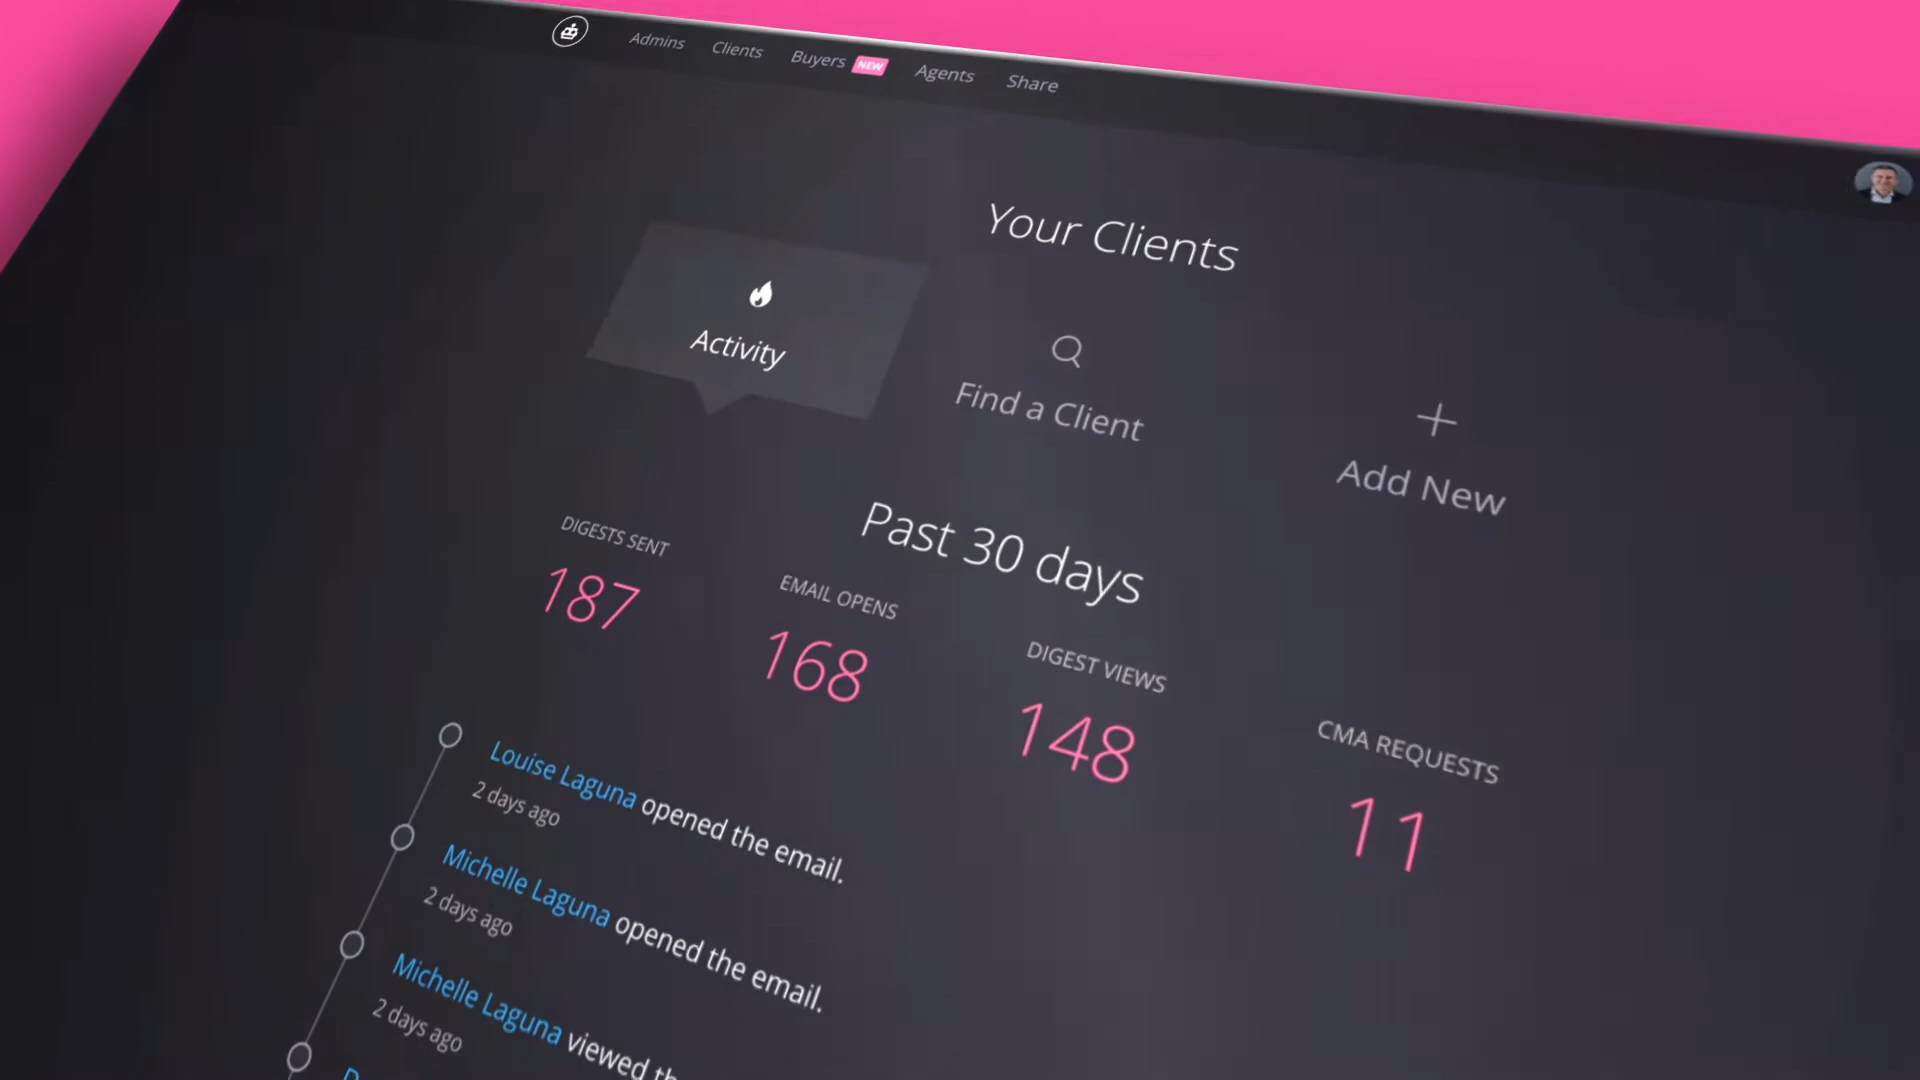 Admins Clients Buyers NEW Agents Share
Your Clients
Activity
Find a Client
Add New
Past 30 days
DIGESTS SENT
187
EMAIL OPENS
168
DIGEST VIEWS
148
CMA REQUESTS
11
Louise Laguna opened the email.
2 days ago
Michelle Laguna opened the email.
2 days ago
Michelle Laguna viewed
2 days ago